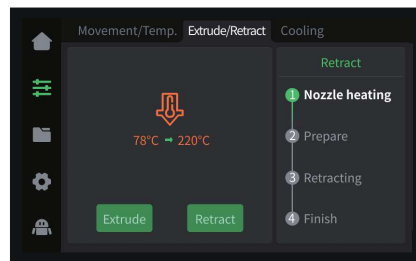 Movement/Temp. Extrude/Retract Cooling
Retract
1 Nozzle heating
78°C → 220°C
2 Prepare
3 Retracting
Extrude Retract
4 Finish